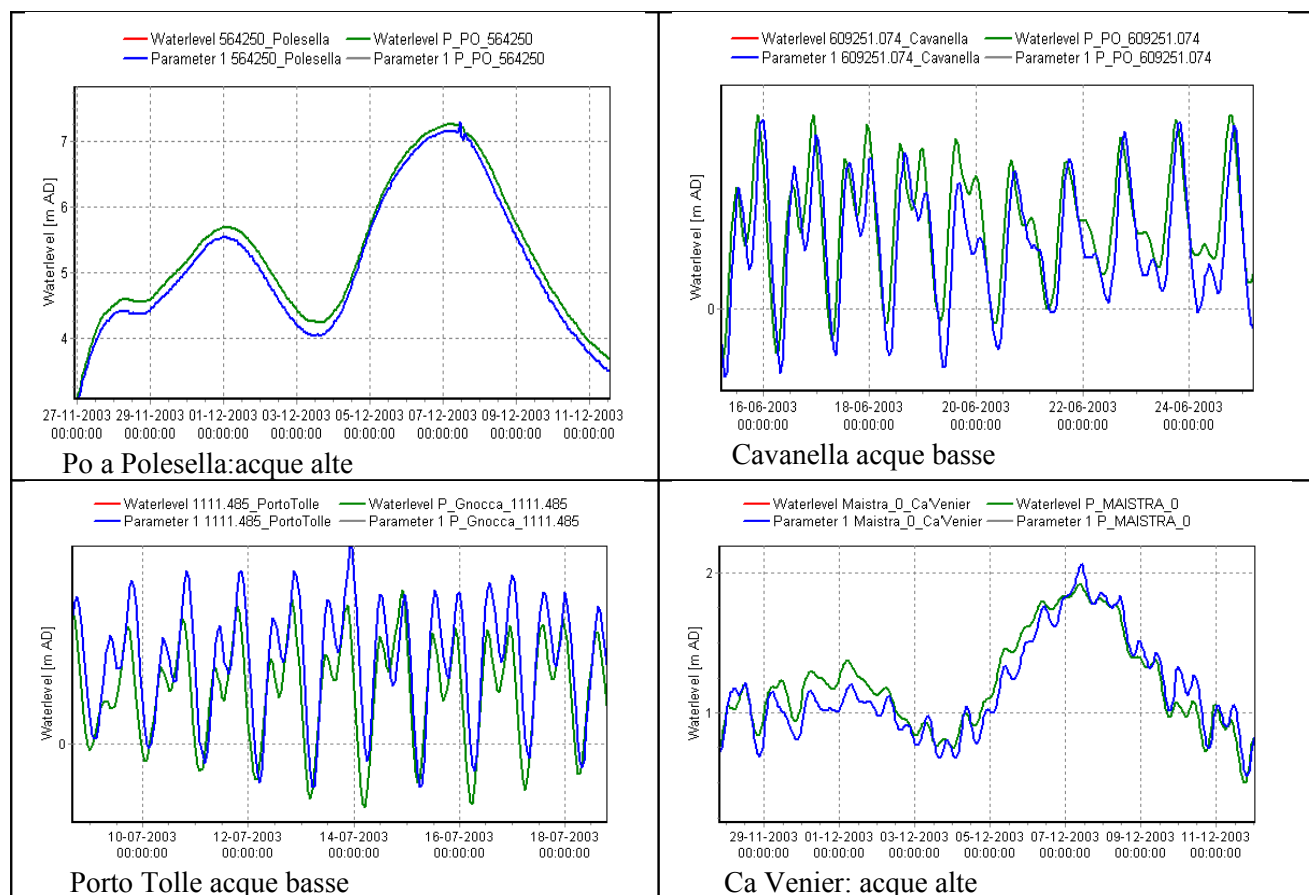 Waterlevel 564250_Polesella Waterlevel P_PO_564250
Parameter 1 564250_Polesella Parameter 1 P_PO_564250
Waterlevel [m AD]
7
6
5
4
27-11-2003 29-11-2003 01-12-2003 03-12-2003 05-12-2003 07-12-2003 09-12-2003 11-12-2003
00:00:00 00:00:00 00:00:00 00:00:00 00:00:00 00:00:00 00:00:00 00:00:00
Po a Polesella:acque alte
Waterlevel 609251.074_Cavanella Waterlevel P_PO_609251.074
Parameter 1 609251.074_Cavanella Parameter 1 P_PO_609251.074
Waterlevel [m AD]
0
16-06-2003 18-06-2003 20-06-2003 22-06-2003 24-06-2003
00:00:00 00:00:00 00:00:00 00:00:00 00:00:00
Cavanella acque basse
Waterlevel 1111.485_PortoTolle Waterlevel P_Gnocca_1111.485
Parameter 1 1111.485_PortoTolle Parameter 1 P_Gnocca_1111.485
Waterlevel [m AD]
0
10-07-2003 12-07-2003 14-07-2003 16-07-2003 18-07-2003
00:00:00 00:00:00 00:00:00 00:00:00 00:00:00
Porto Tolle acque basse
Waterlevel Maistra_0_Ca'Venier Waterlevel P_MAISTRA_0
Parameter 1 Maistra_0_Ca'Venier Parameter 1 P_MAISTRA_0
Waterlevel [m AD]
2
1
29-11-2003 01-12-2003 03-12-2003 05-12-2003 07-12-2003 09-12-2003 11-12-2003
00:00:00 00:00:00 00:00:00 00:00:00 00:00:00 00:00:00 00:00:00
Ca Venier: acque alte